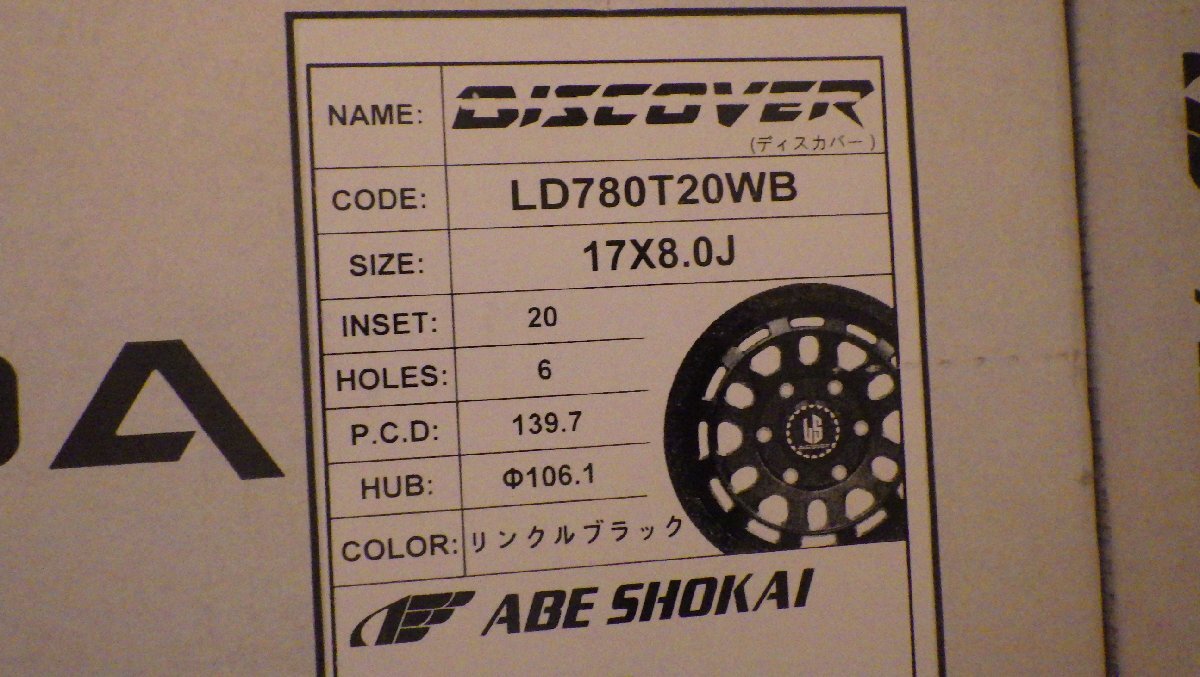 NAME: DISCOVER
(ディスカバー)
CODE: LD780T20WB
SIZE: 17X8.0J
INSET: 20
HOLES: 6
P.C.D: 139.7
HUB: Φ106.1
COLOR: リンクルブラック
ABE SHOKAI